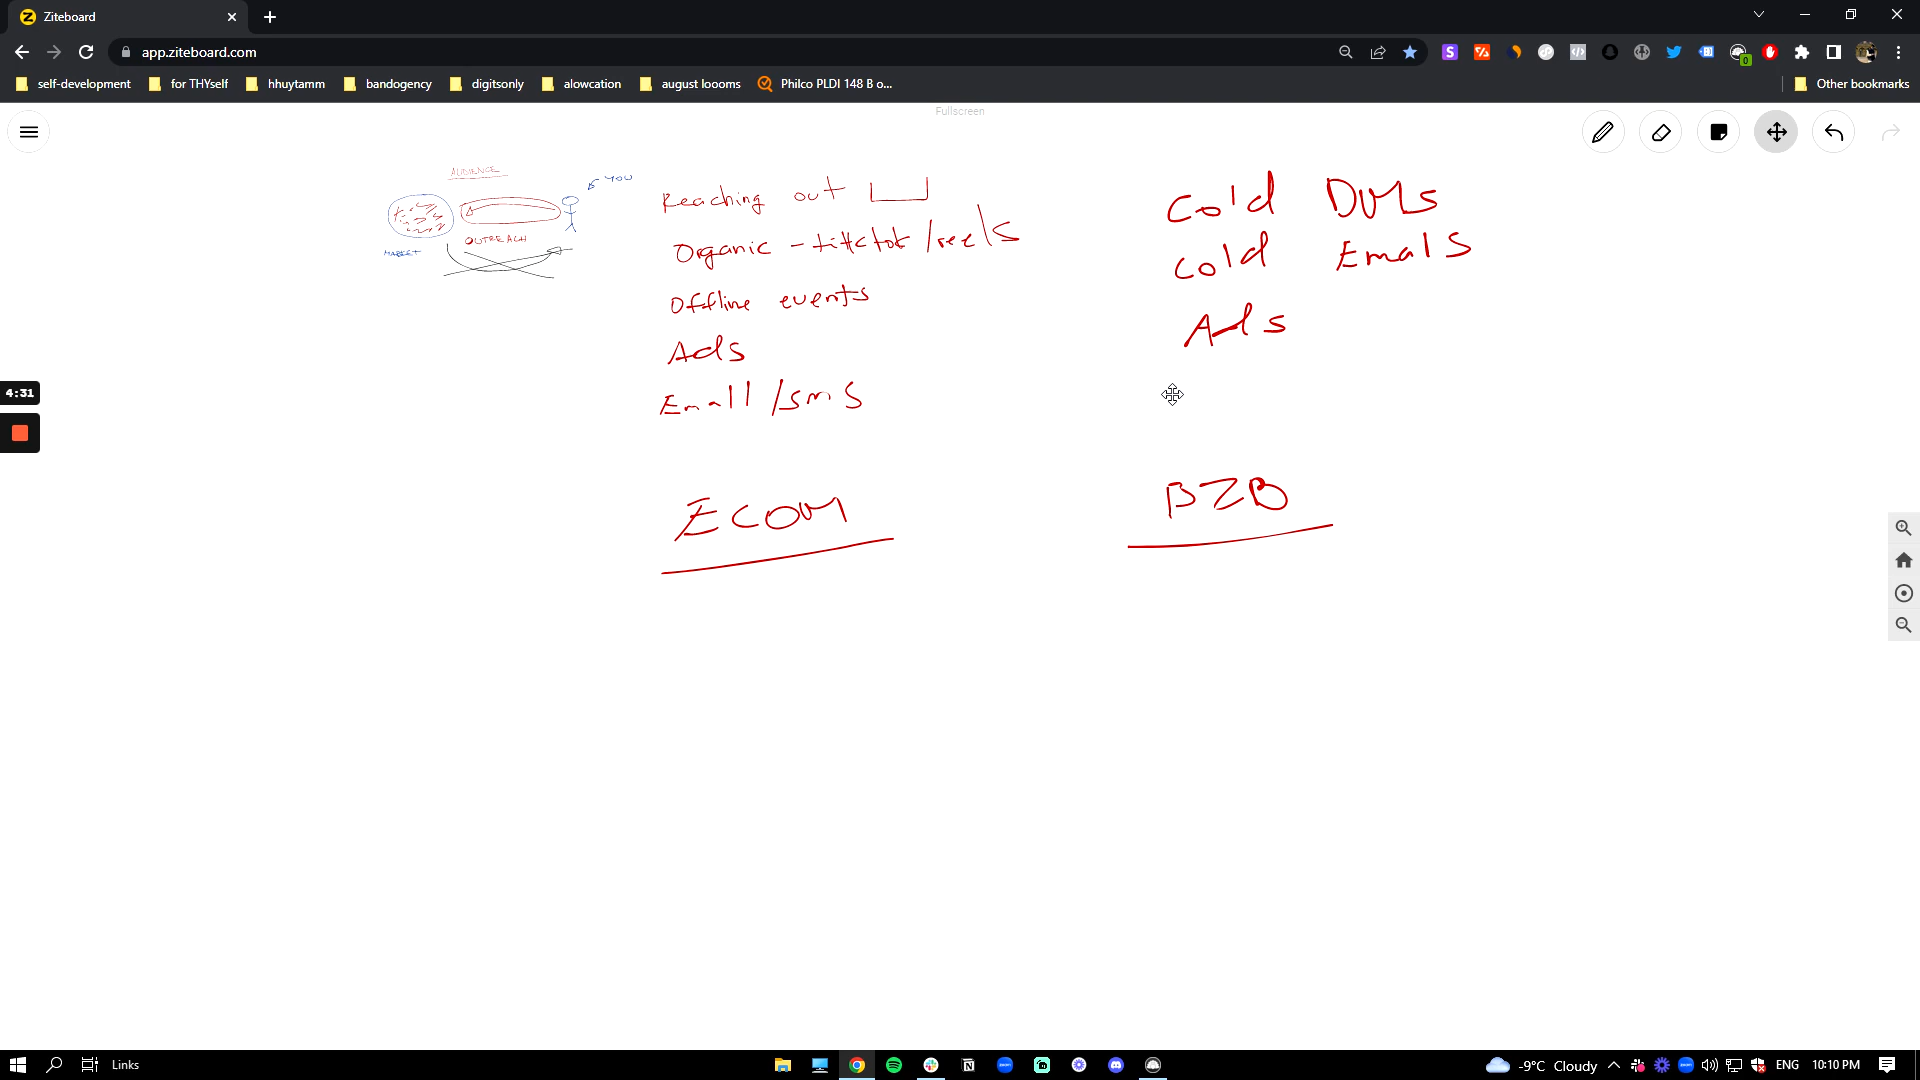 Ziteboard
app.ziteboard.com
0
self-development
for THYself
hhuytamm
bandogency
digitsonly
alowcation
august loooms
Philco PLDI 148 B o...
Other bookmarks
Fullscreen
AUDIENCE
YOU
OUTREACH
MARKET
Reaching out
Organic - tiktok/reels
Offline events
Ads
Email/sms
ECOM
Cold DMs
Cold Emals
Ads
B2B
4:31
Links
-9°C Cloudy
ENG
10:10 PM